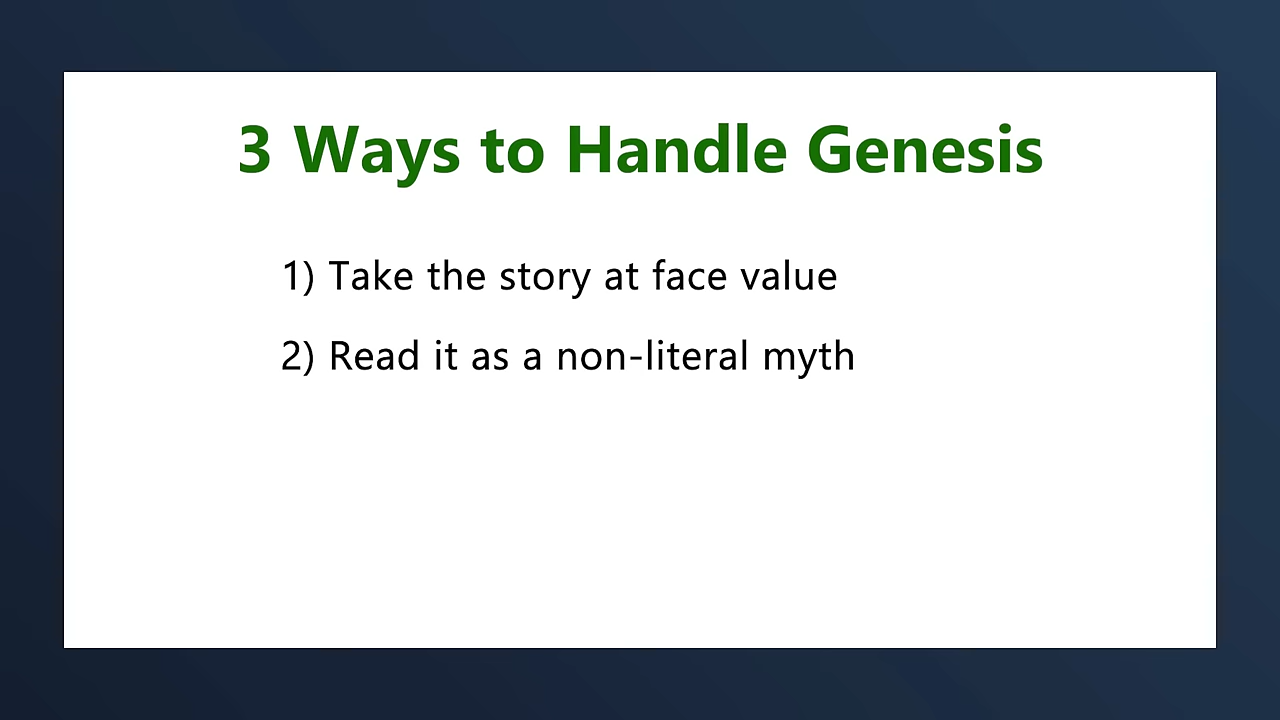 3 Ways to Handle Genesis
1) Take the story at face value
2) Read it as a non-literal myth